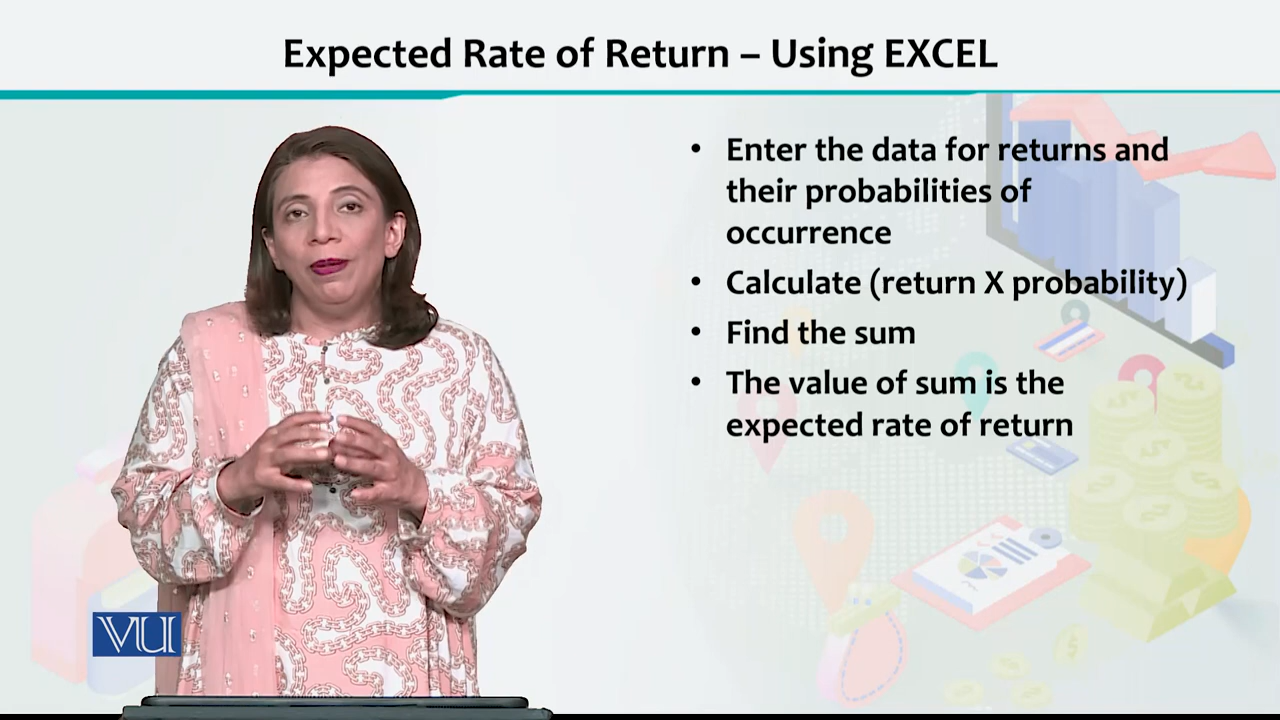 Expected Rate of Return – Using EXCEL
• Enter the data for returns and
their probabilities of
occurrence
• Calculate (return X probability)
• Find the sum
• The value of sum is the
expected rate of return
VU